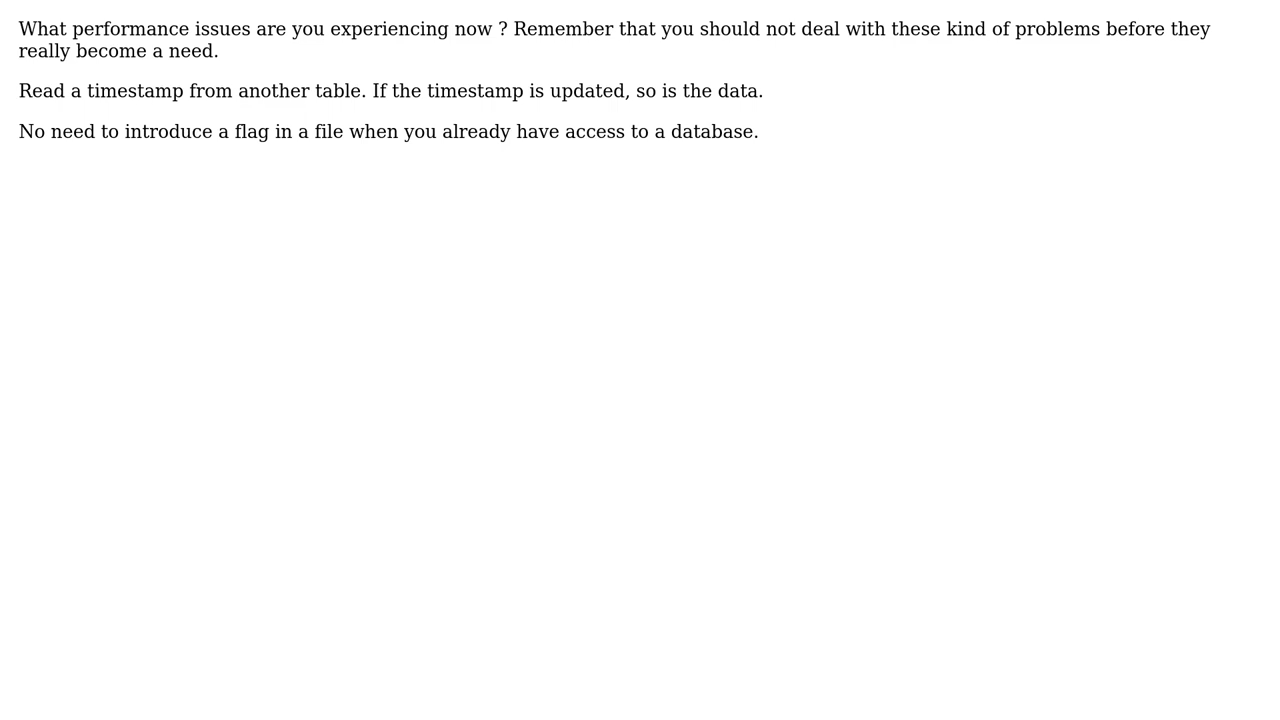 What performance issues are you experiencing now ? Remember that you should not deal with these kind of problems before they
really become a need.
Read a timestamp from another table. If the timestamp is updated, so is the data.
No need to introduce a flag in a file when you already have access to a database.